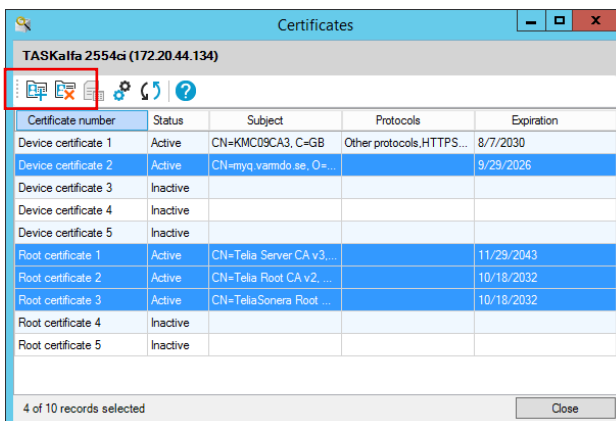 Certificates
TASKalfa 2554ci (172.20.44.134)
Certificate number Status Subject Protocols Expiration
Device certificate 1 Active CN=KMC09CA3, C=GB Other protocols,HTTPS... 8/7/2030
Device certificate 2 Active CN=myq.varmdo.se, O=... 9/29/2026
Device certificate 3 Inactive
Device certificate 4 Inactive
Device certificate 5 Inactive
Root certificate 1 Active CN=Telia Server CA v3,... 11/29/2043
Root certificate 2 Active CN=Telia Root CA v2, ... 10/18/2032
Root certificate 3 Active CN=TeliaSonera Root ... 10/18/2032
Root certificate 4 Inactive
Root certificate 5 Inactive
4 of 10 records selected Close